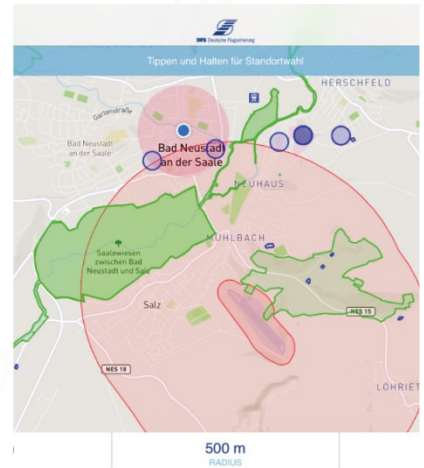 DFS Deutsche Flugsicherung
Tippen und Halten für Standortwahl
HERSCHFELD
Gartenstraße
Bad Neustadt
an der Saale
Bad Neustadt
an der Saale
NEUHAUS
MÜHLBACH
Saalewiesen
zwischen Bad
Neustadt und Salz
Salz
NES 15
NES 18
LOHRIET
500 m
RADIUS